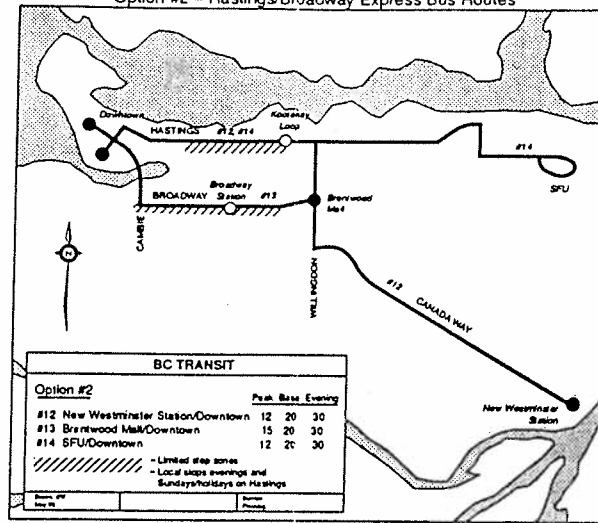 Option #2 - Hastings/Broadway Express Bus Routes
Downtown
Kootenay
Loop
HASTINGS #12, #14
#14
SFU
Broadway
Station
BROADWAY #13
Brentwood
Mall
CAMBIE
WILLINGDON
N
#12 CANADA WAY
New Westminster
Station
BC TRANSIT
Option #2
Peak Base Evening
#12 New Westminster Station/Downtown 12 20 30
#13 Brentwood Mall/Downtown 15 20 30
#14 SFU/Downtown 12 20 30
- Limited stop zones
- Local stops evenings and
Sundays/holidays on Hastings
Planning